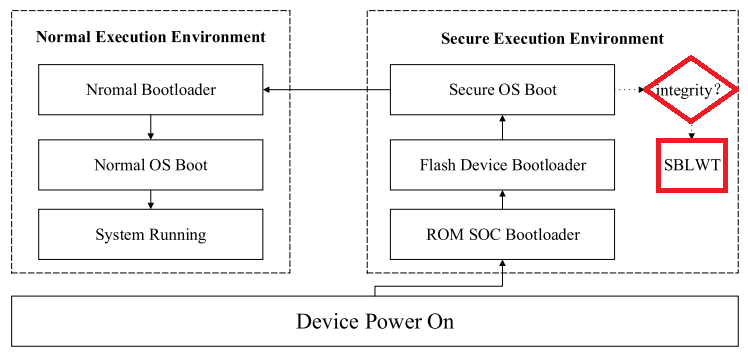 Normal Execution Environment
Nromal Bootloader
Normal OS Boot
System Running
Secure Execution Environment
Secure OS Boot
integrity?
Flash Device Bootloader
SBLWT
ROM SOC Bootloader
Device Power On